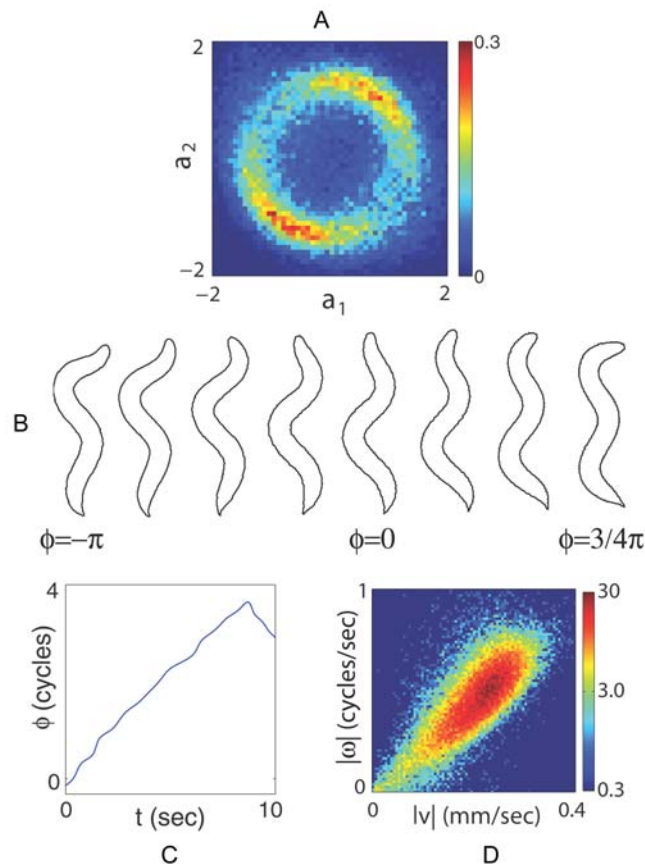 A
2
a2
−2
−2
a1
2
0.3
0
B
ϕ=−π
ϕ=0
ϕ=3/4π
4
ϕ (cycles)
0
0
t (sec)
10
C
1
|ω| (cycles/sec)
0
0
|v| (mm/sec)
0.4
30
3.0
0.3
D